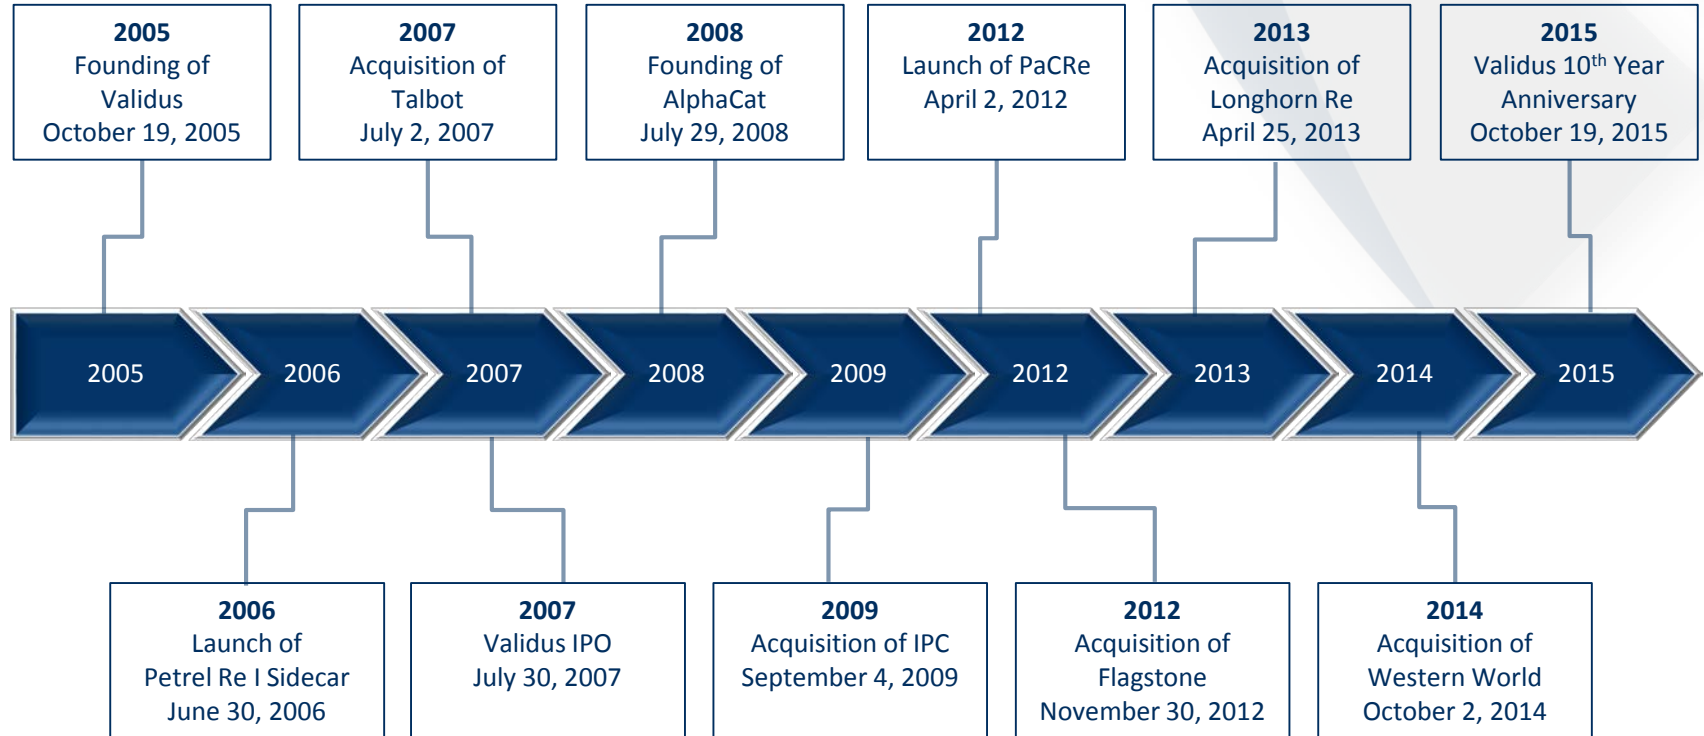 2005
Founding of
Validus
October 19, 2005
2007
Acquisition of
Talbot
July 2, 2007
2008
Founding of
AlphaCat
July 29, 2008
2012
Launch of PaCRe
April 2, 2012
2013
Acquisition of
Longhorn Re
April 25, 2013
2015
Validus 10th Year
Anniversary
October 19, 2015
2005
2006
2007
2008
2009
2012
2013
2014
2015
2006
Launch of
Petrel Re I Sidecar
June 30, 2006
2007
Validus IPO
July 30, 2007
2009
Acquisition of IPC
September 4, 2009
2012
Acquisition of
Flagstone
November 30, 2012
2014
Acquisition of
Western World
October 2, 2014